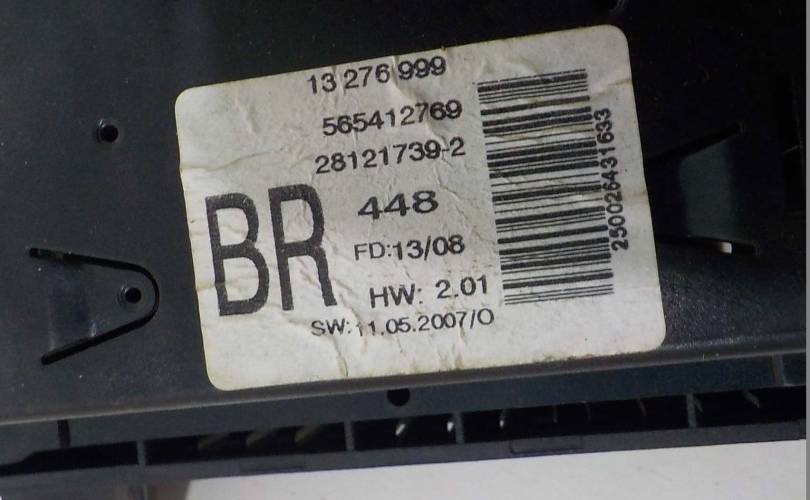 13 276 999
565412769
28121739-2
BR
448
FD:13/08
HW: 2.01
SW:11.05.2007/O
250026431633